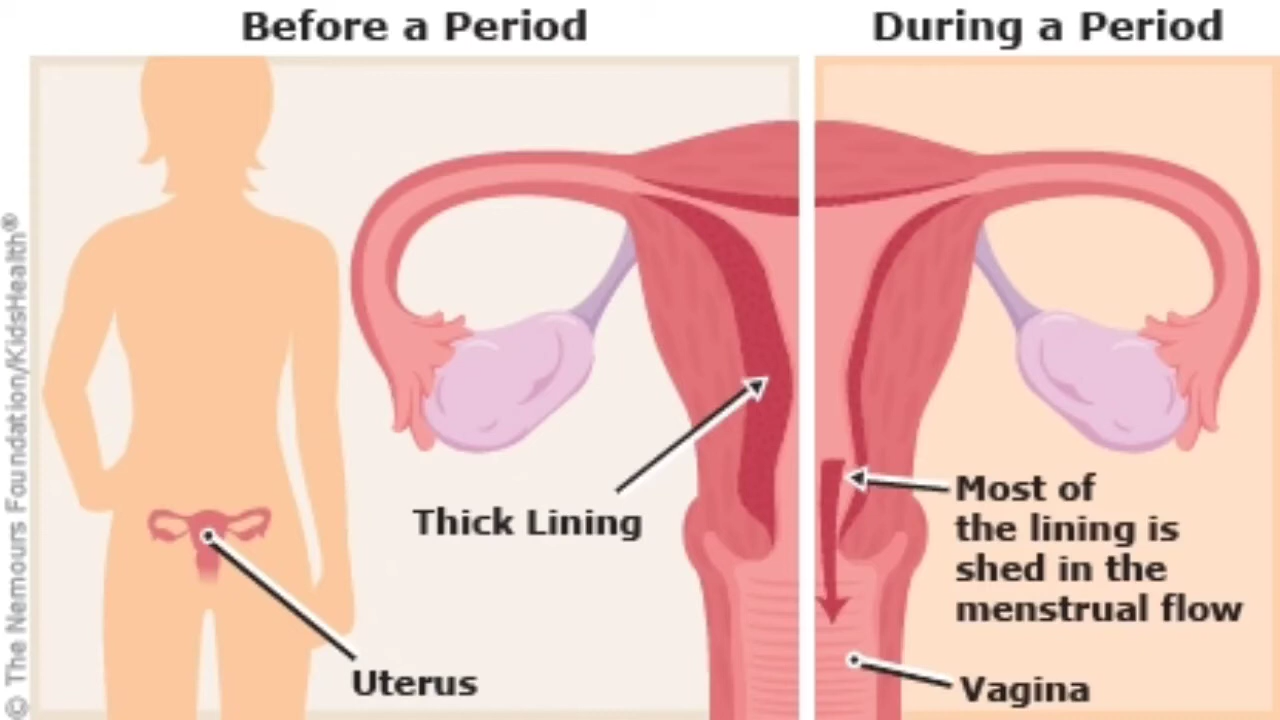 Before a Period
During a Period
© The Nemours Foundation/KidsHealth®
Thick Lining
Uterus
Most of
the lining is
shed in the
menstrual flow
Vagina